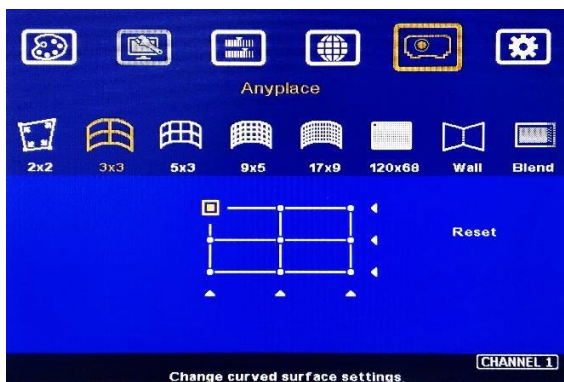 Anyplace
2x2 3x3 5x3 9x5 17x9 120x68 Wall Blend
Reset
CHANNEL 1
Change curved surface settings